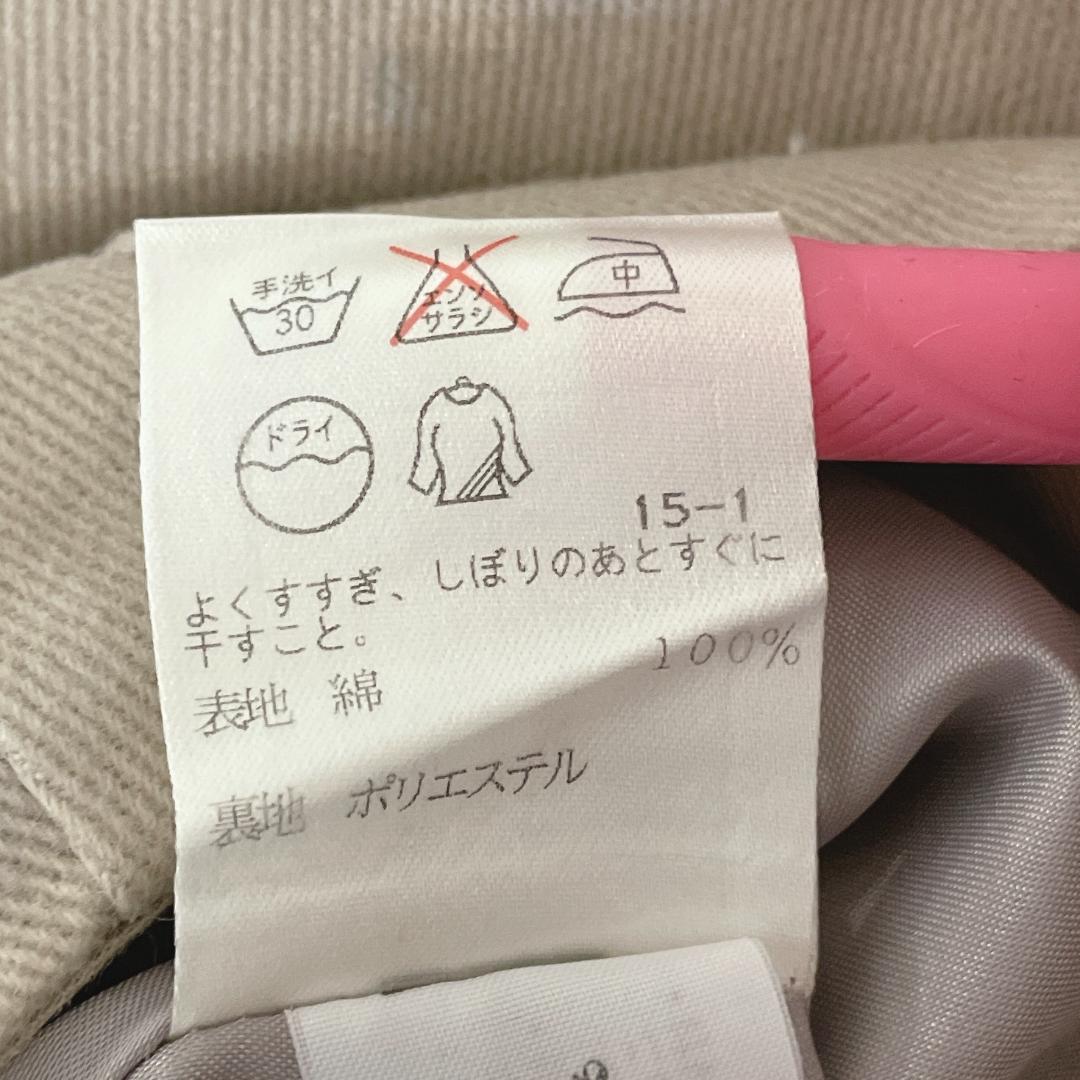 手洗イ
30
エンソ
サラシ
中
ドライ
15-1
よくすすぎ、しぼりのあとすぐに
干すこと。
表地 綿 100%
裏地 ポリエステル